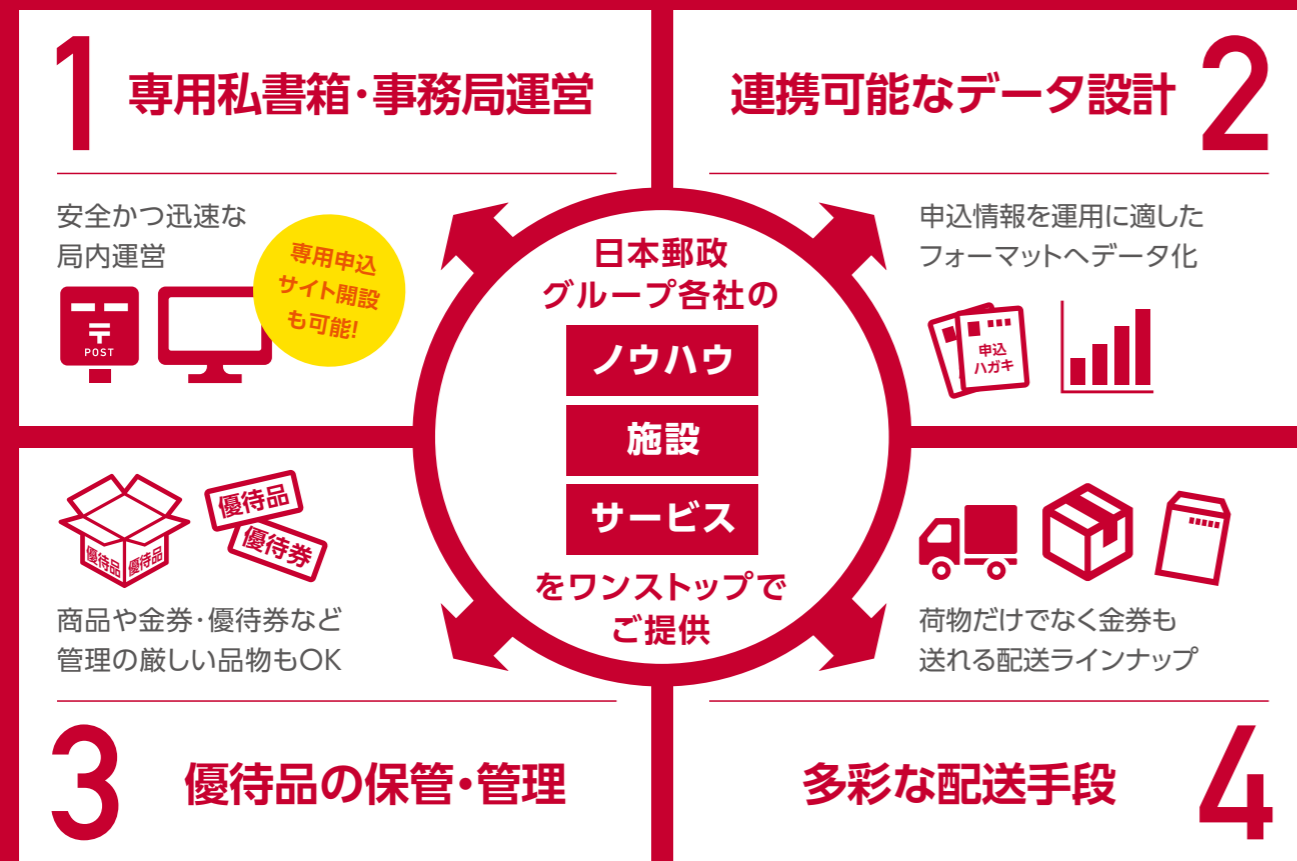 1
専用私書箱・事務局運営
安全かつ迅速な
局内運営
POST
専用申込
サイト開設
も可能!
連携可能なデータ設計
2
申込情報を運用に適した
フォーマットへデータ化
申込
ハガキ
日本郵政
グループ各社の
ノウハウ
施設
サービス
をワンストップで
ご提供
優待品
優待品
優待品
優待券
商品や金券・優待券など
管理の厳しい品物もOK
3
優待品の保管・管理
荷物だけでなく金券も
送れる配送ラインナップ
多彩な配送手段
4